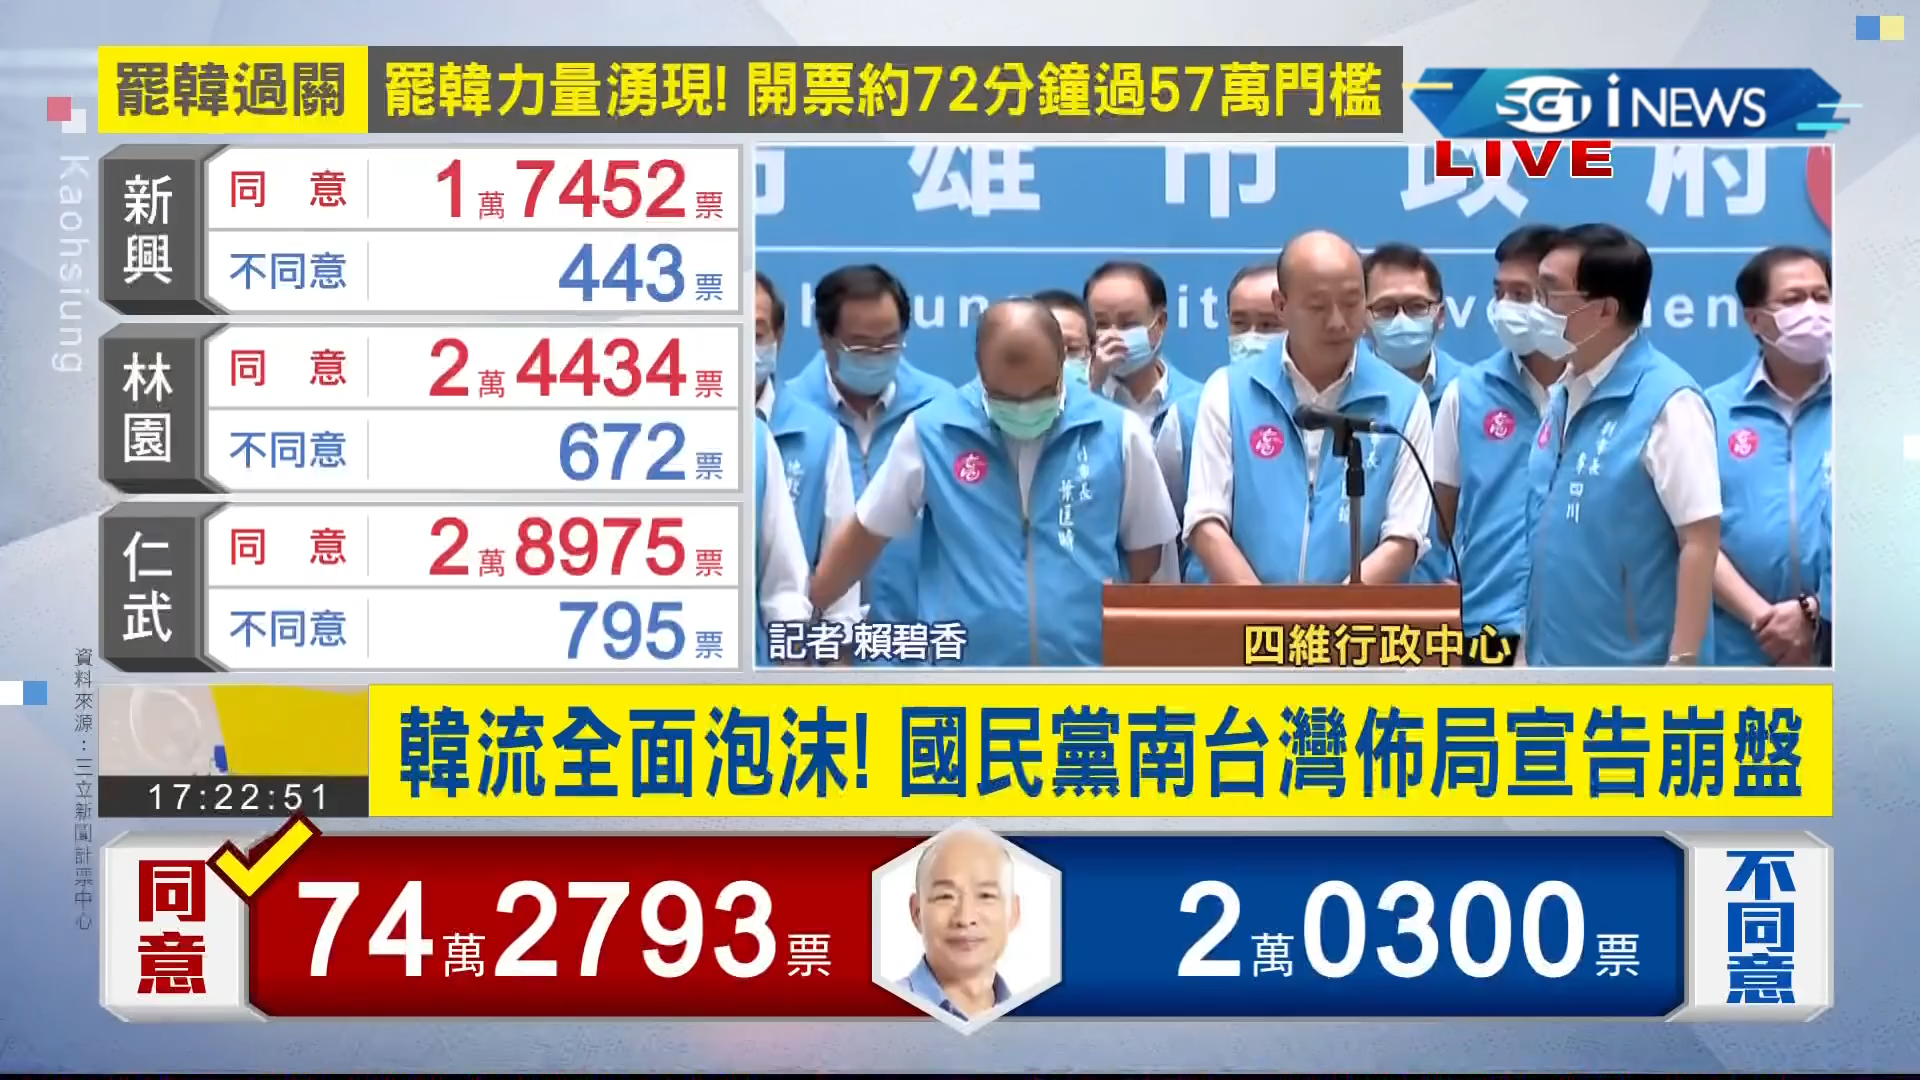 罷韓過關
罷韓力量湧現! 開票約72分鐘過57萬門檻
SET iNEWS
LIVE
Kaohsiung
新興
同意 1萬7452票
不同意 443票
林園
同意 2萬4434票
不同意 672票
仁武
同意 2萬8975票
不同意 795票
雄市政府
記者 賴碧香
四維行政中心
資料來源:三立新聞計票中心
17:22:51
韓流全面泡沫! 國民黨南台灣佈局宣告崩盤
同意
74萬2793票
2萬0300票
不同意